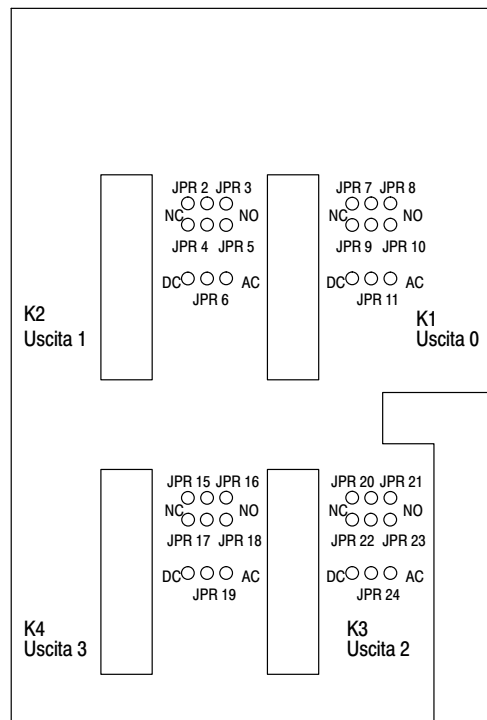 JPR 2 JPR 3
NC NO
JPR 4 JPR 5
DC AC
JPR 6
K2
Uscita 1
JPR 7 JPR 8
NC NO
JPR 9 JPR 10
DC AC
JPR 11
K1
Uscita 0
JPR 15 JPR 16
NC NO
JPR 17 JPR 18
DC AC
JPR 19
K4
Uscita 3
JPR 20 JPR 21
NC NO
JPR 22 JPR 23
DC AC
JPR 24
K3
Uscita 2